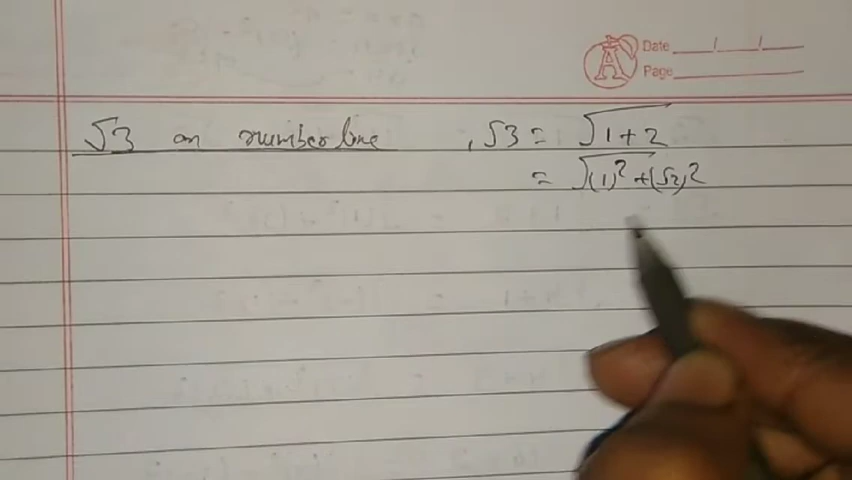 Date
Page
√3 on number line , √3 = √1+2
= √(1)² + (√2)²